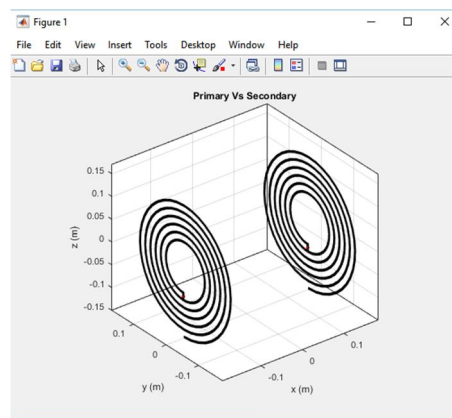 Figure 1
File Edit View Insert Tools Desktop Window Help
Primary Vs Secondary
0.15
0.1
0.05
0
-0.05
-0.1
-0.15
z (m)
0.1
0
-0.1
y (m)
-0.1
0
0.1
x (m)